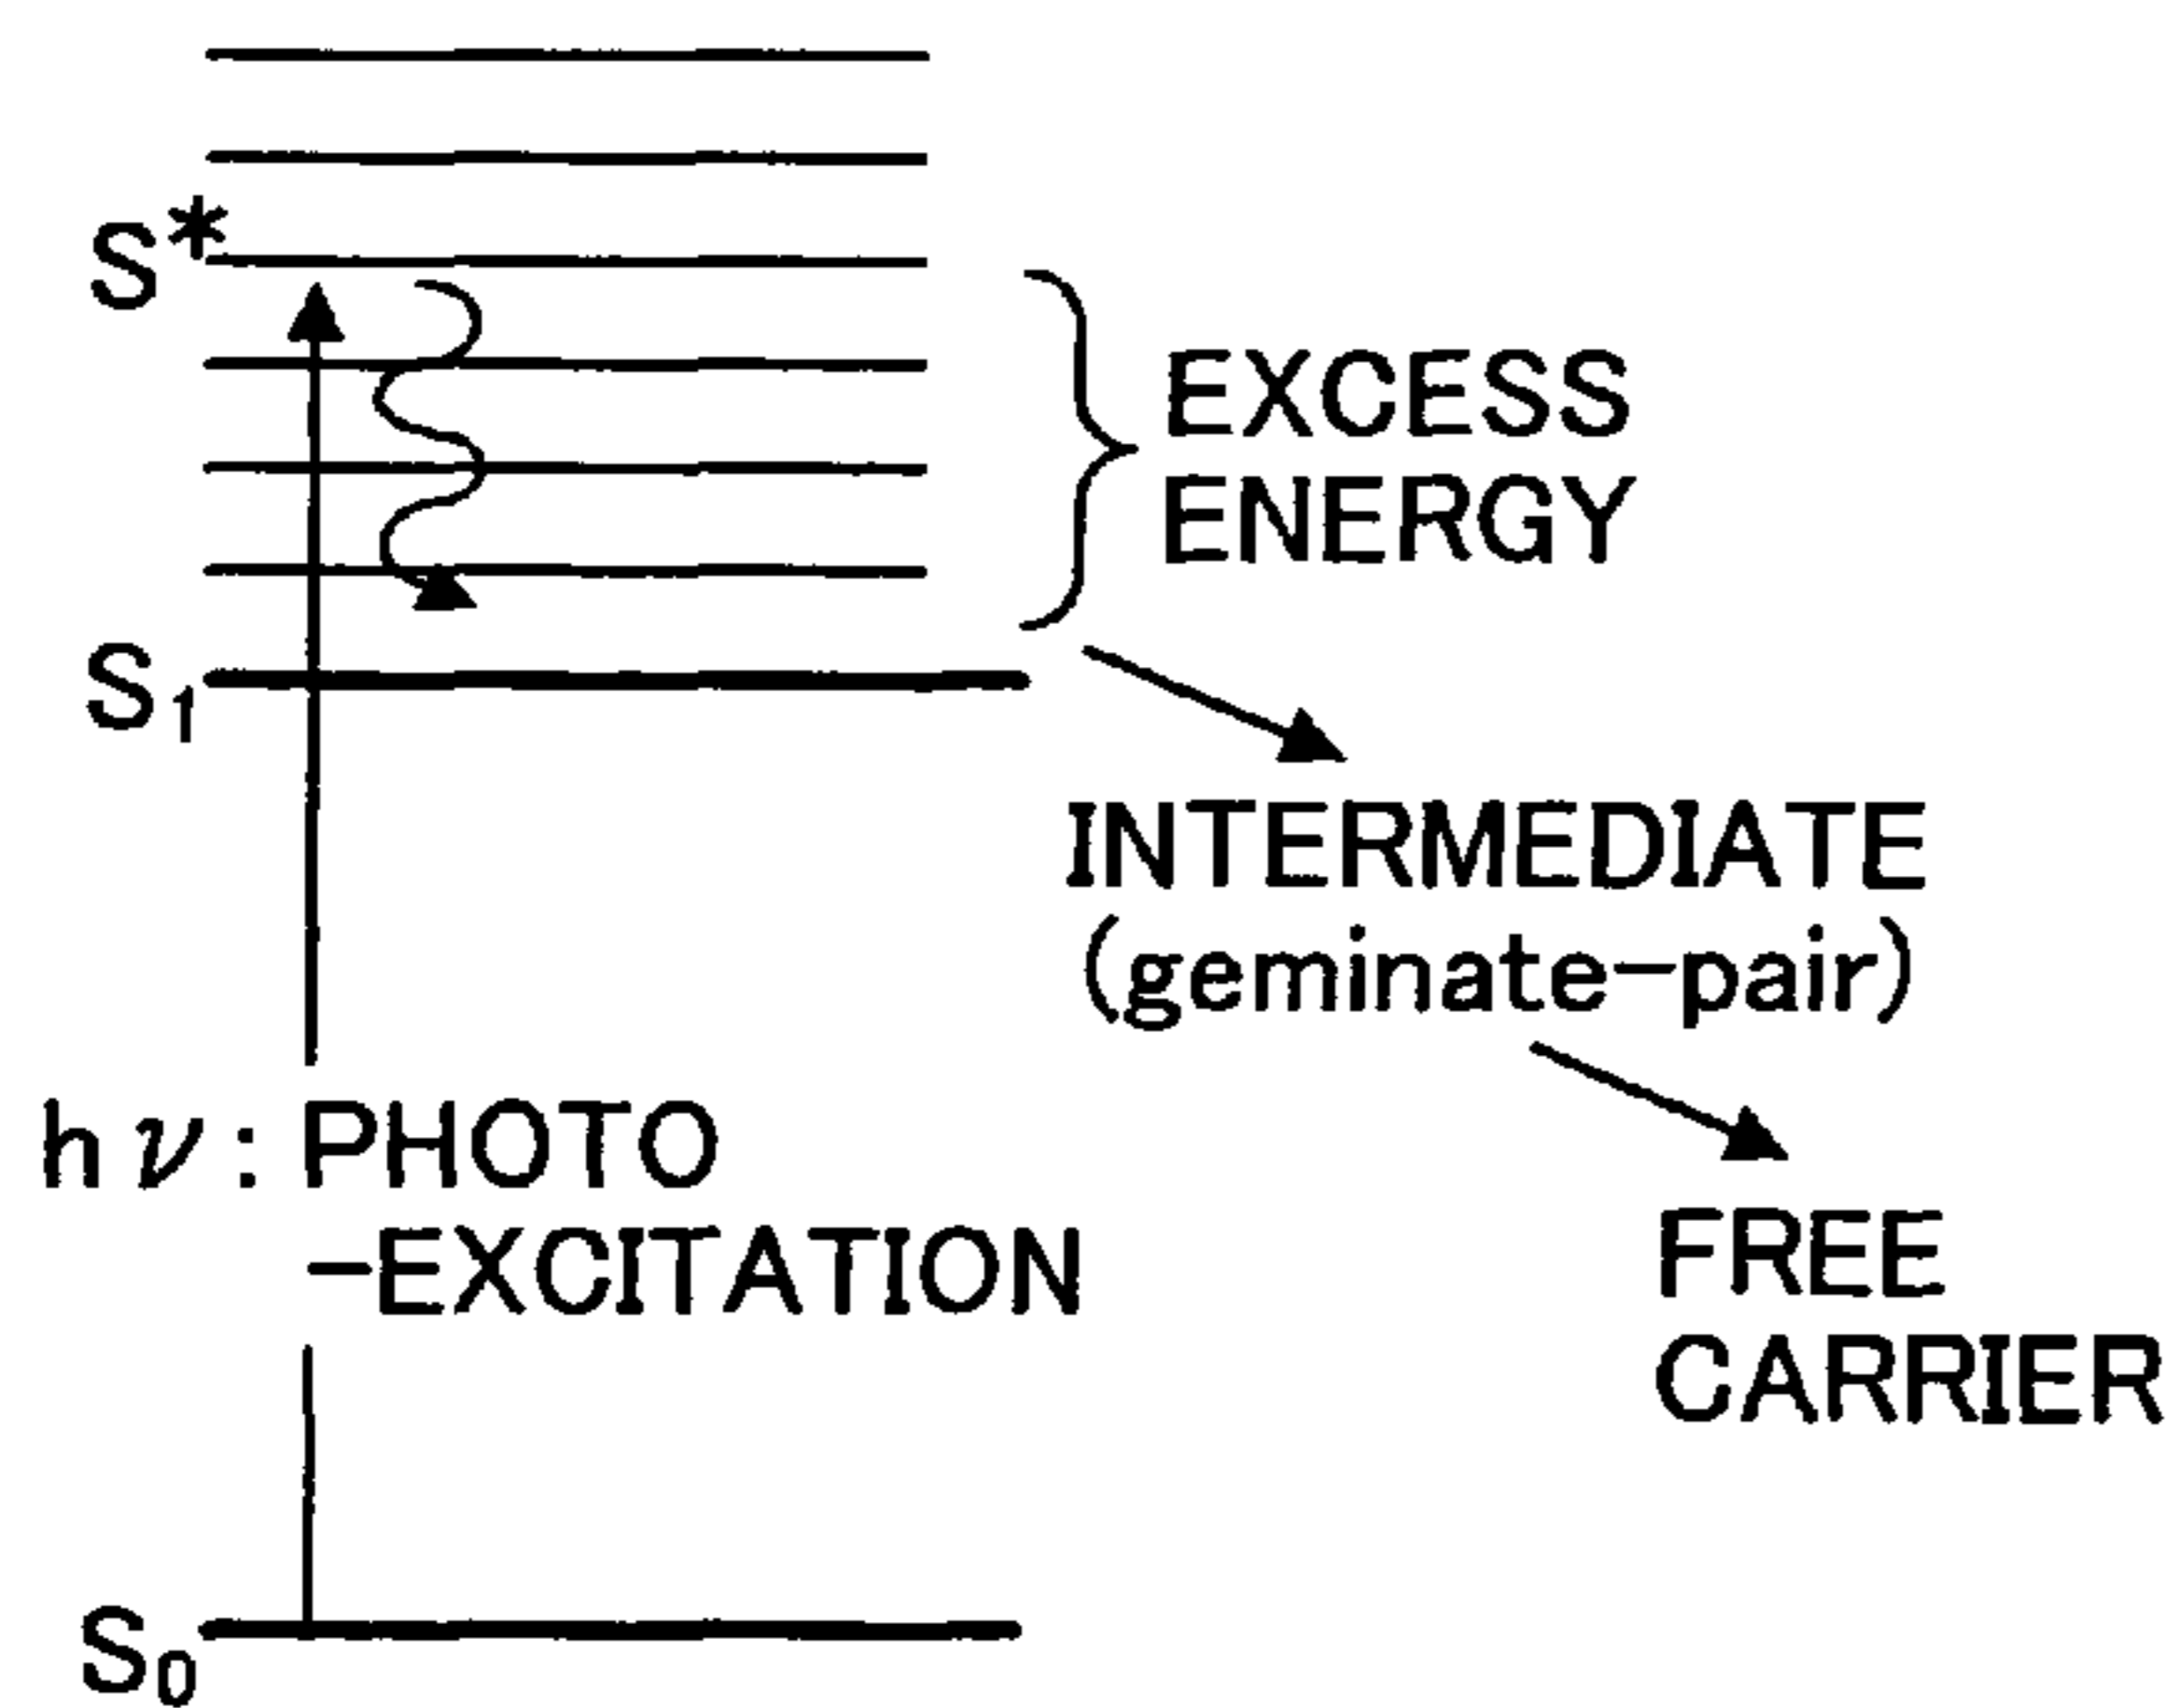 S*
EXCESS
ENERGY
S₁
INTERMEDIATE
(geminate-pair)
hν: PHOTO
-EXCITATION
FREE
CARRIER
S₀